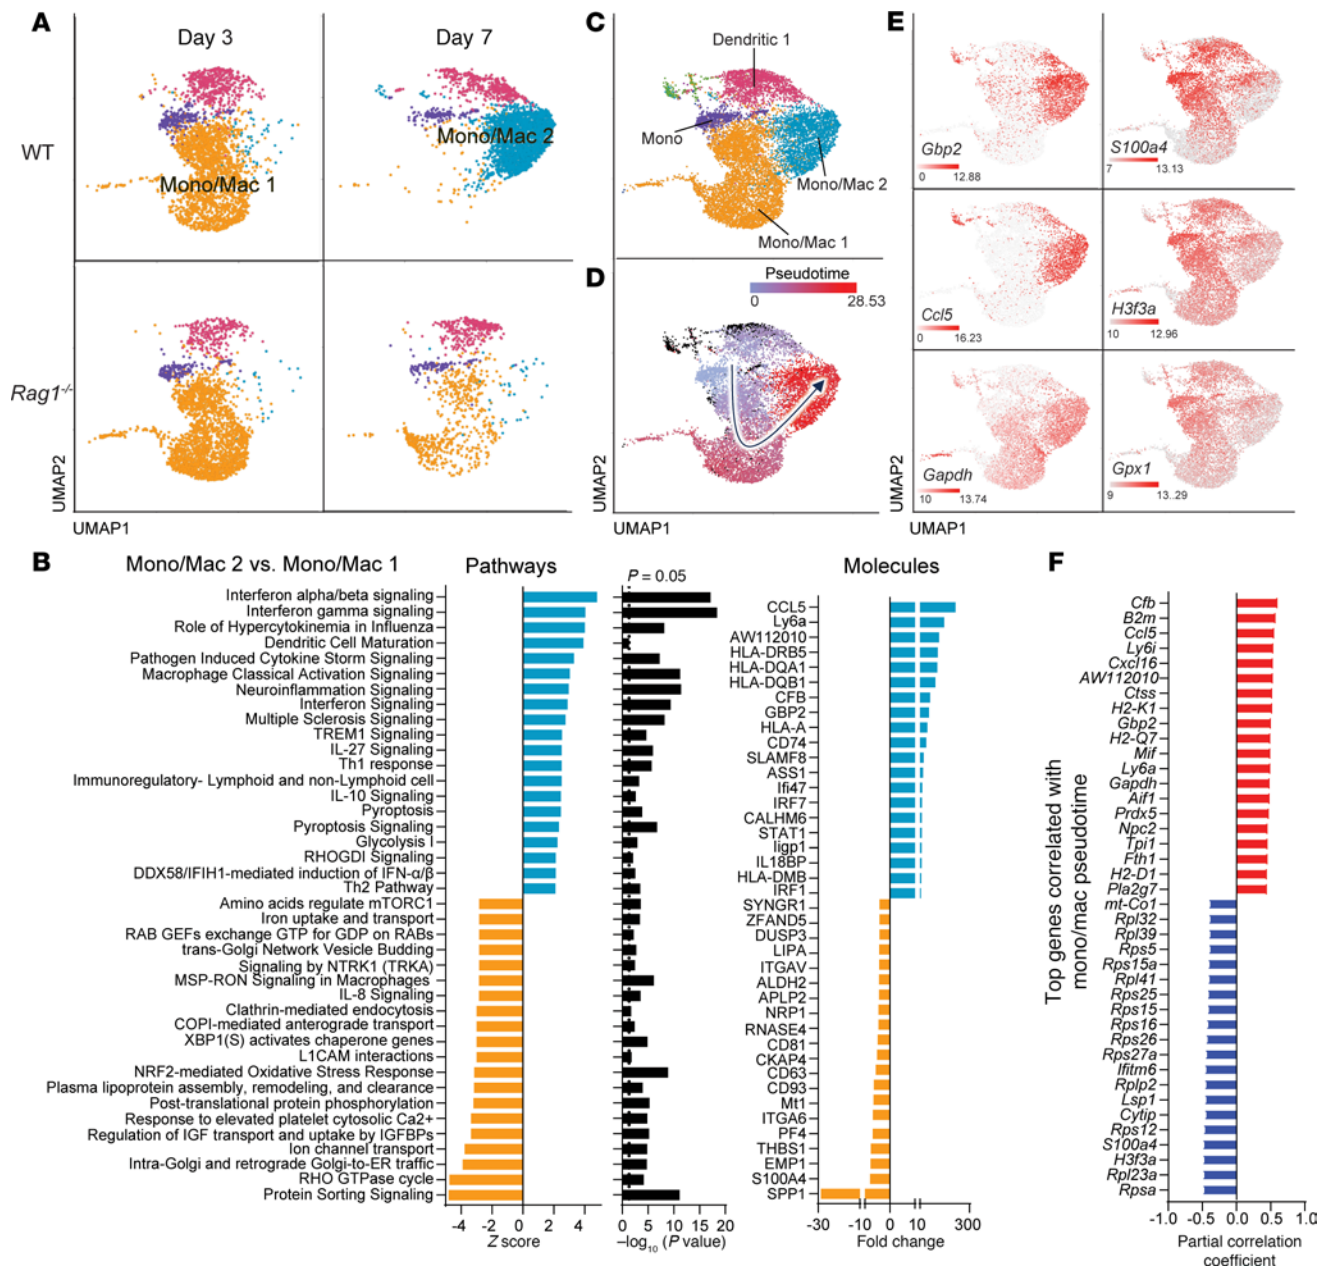 A
Day 3
Day 7
WT
Mono/Mac 1
Mono/Mac 2
Rag1-/-
UMAP2
UMAP1
C
Dendritic 1
Mono
Mono/Mac 2
Mono/Mac 1
D
Pseudotime
0 28.53
UMAP2
UMAP1
E
Gbp2
0 12.88
S100a4
7 13.13
Ccl5
0 16.23
H3f3a
10 12.96
Gapdh
10 13.74
Gpx1
9 13..29
UMAP2
UMAP1
B
Mono/Mac 2 vs. Mono/Mac 1
Pathways
Interferon alpha/beta signaling
Interferon gamma signaling
Role of Hypercytokinemia in Influenza
Dendritic Cell Maturation
Pathogen Induced Cytokine Storm Signaling
Macrophage Classical Activation Signaling
Neuroinflammation Signaling
Interferon Signaling
Multiple Sclerosis Signaling
TREM1 Signaling
IL-27 Signaling
Th1 response
Immunoregulatory- Lymphoid and non-Lymphoid cell
IL-10 Signaling
Pyroptosis
Pyroptosis Signaling
Glycolysis I
RHOGDI Signaling
DDX58/IFIH1-mediated induction of IFN-α/β
Th2 Pathway
Amino acids regulate mTORC1
Iron uptake and transport
RAB GEFs exchange GTP for GDP on RABs
trans-Golgi Network Vesicle Budding
Signaling by NTRK1 (TRKA)
MSP-RON Signaling in Macrophages
IL-8 Signaling
Clathrin-mediated endocytosis
COPI-mediated anterograde transport
XBP1(S) activates chaperone genes
L1CAM interactions
NRF2-mediated Oxidative Stress Response
Plasma lipoprotein assembly, remodeling, and clearance
Post-translational protein phosphorylation
Response to elevated platelet cytosolic Ca2+
Regulation of IGF transport and uptake by IGFBPs
Ion channel transport
Intra-Golgi and retrograde Golgi-to-ER traffic
RHO GTPase cycle
Protein Sorting Signaling
-4 -2 0 2 4
Z score
P = 0.05
0 5 10 15 20
–log10 (P value)
Molecules
CCL5
Ly6a
AW112010
HLA-DRB5
HLA-DQA1
HLA-DQB1
CFB
GBP2
HLA-A
CD74
SLAMF8
ASS1
Ifi47
IRF7
CALHM6
STAT1
Iigp1
IL18BP
HLA-DMB
IRF1
SYNGR1
ZFAND5
DUSP3
LIPA
ITGAV
ALDH2
APLP2
NRP1
RNASE4
CD81
CKAP4
CD63
CD93
Mt1
ITGA6
PF4
THBS1
EMP1
S100A4
SPP1
-30 -10 0 10 300
Fold change
F
Top genes correlated with
mono/mac pseudotime
Cfb
B2m
Ccl5
Ly6i
Cxcl16
AW112010
Ctss
H2-K1
Gbp2
H2-Q7
Mif
Ly6a
Gapdh
Aif1
Prdx5
Npc2
Tpi1
Fth1
H2-D1
Pla2g7
mt-Co1
Rpl32
Rpl39
Rps5
Rps15a
Rpl41
Rps25
Rps15
Rps16
Rps26
Rps27a
Ifitm6
Rplp2
Lsp1
Cytip
Rps12
S100a4
H3f3a
Rpl23a
Rpsa
-1.0 -0.5 0.0 0.5 1.0
Partial correlation
coefficient